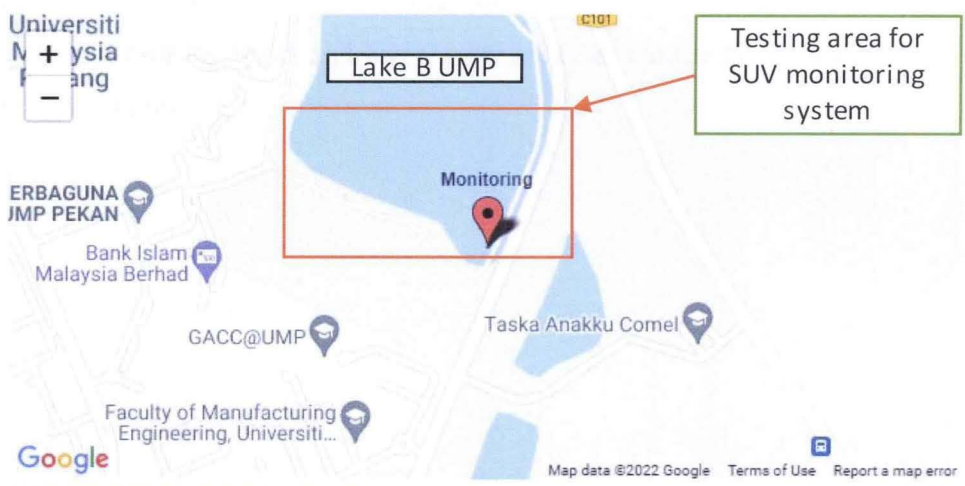 Universiti
Malaysia
Pahang
+
−
C101
Lake B UMP
Testing area for
SUV monitoring
system
Monitoring
ERBAGUNA
JMP PEKAN
Bank Islam
Malaysia Berhad
GACC@UMP
Taska Anakku Comel
Faculty of Manufacturing
Engineering, Universiti...
Google
Map data ©2022 Google Terms of Use Report a map error